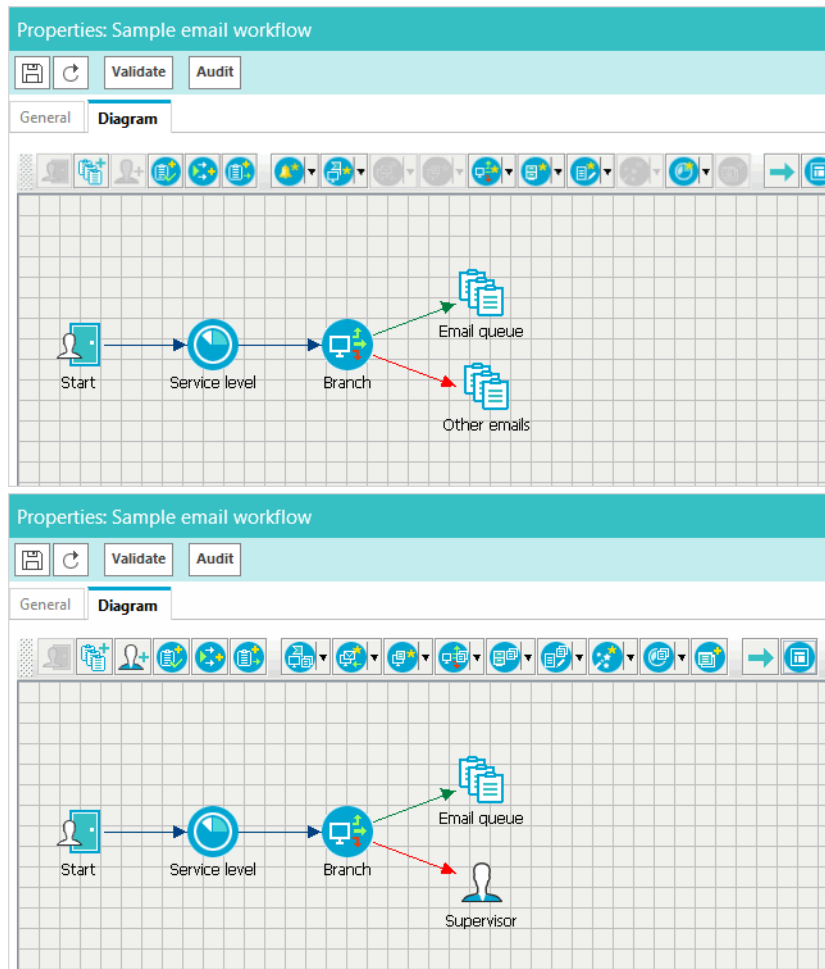 Properties: Sample email workflow
Validate Audit
General Diagram
Email queue
Start Service level Branch
Other emails
Properties: Sample email workflow
Validate Audit
General Diagram
Email queue
Start Service level Branch
Supervisor